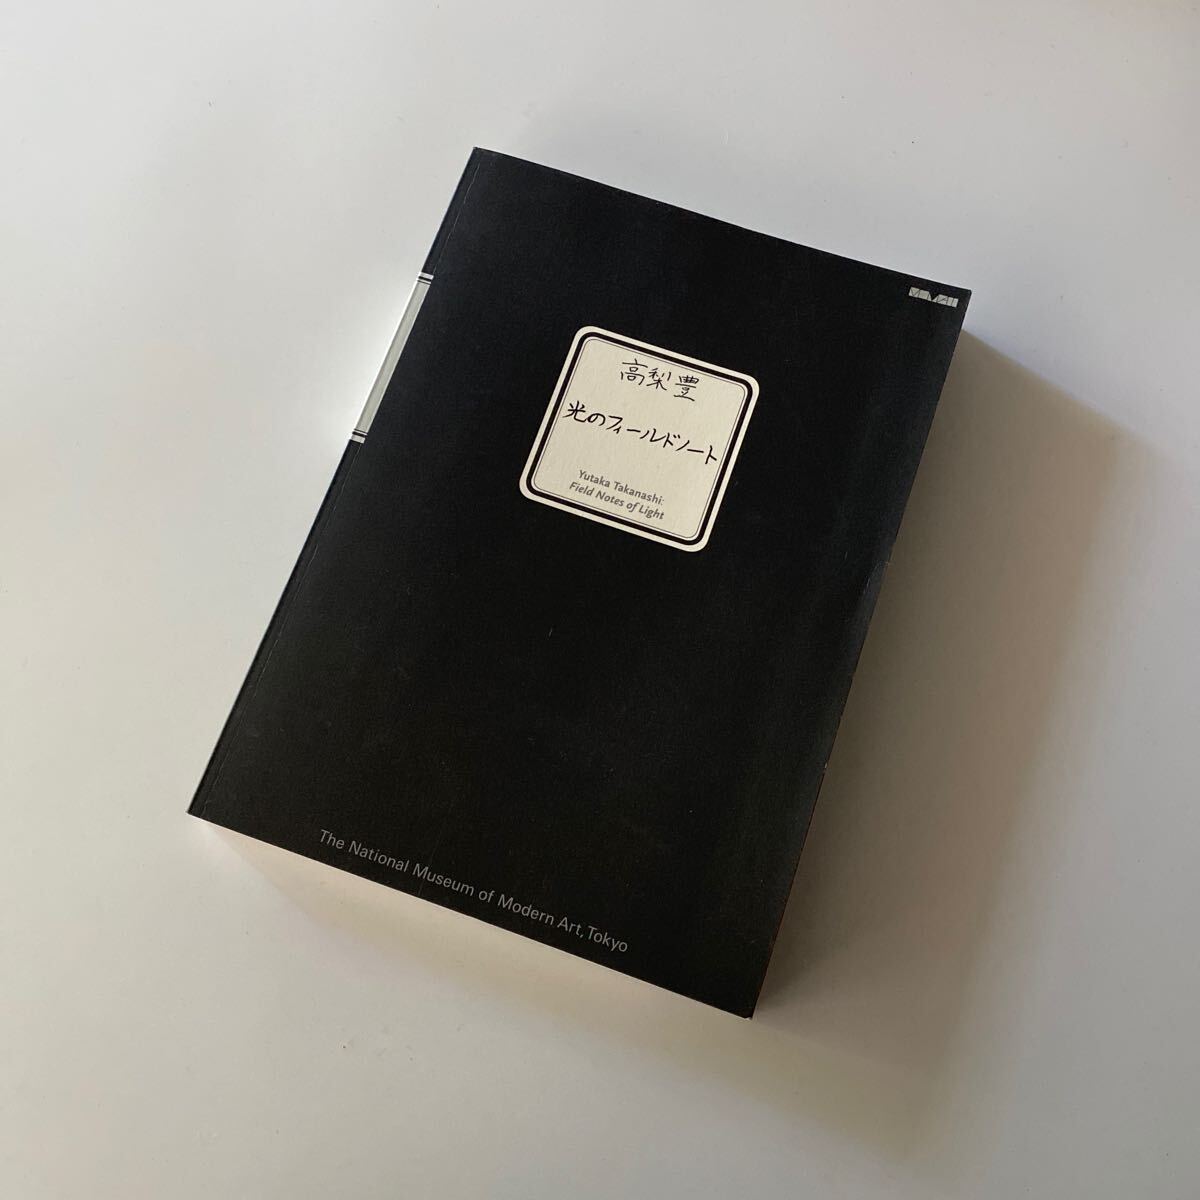 高梨豊
光のフィールドノート
Yutaka Takanashi:
Field Notes of Light
The National Museum of Modern Art, Tokyo